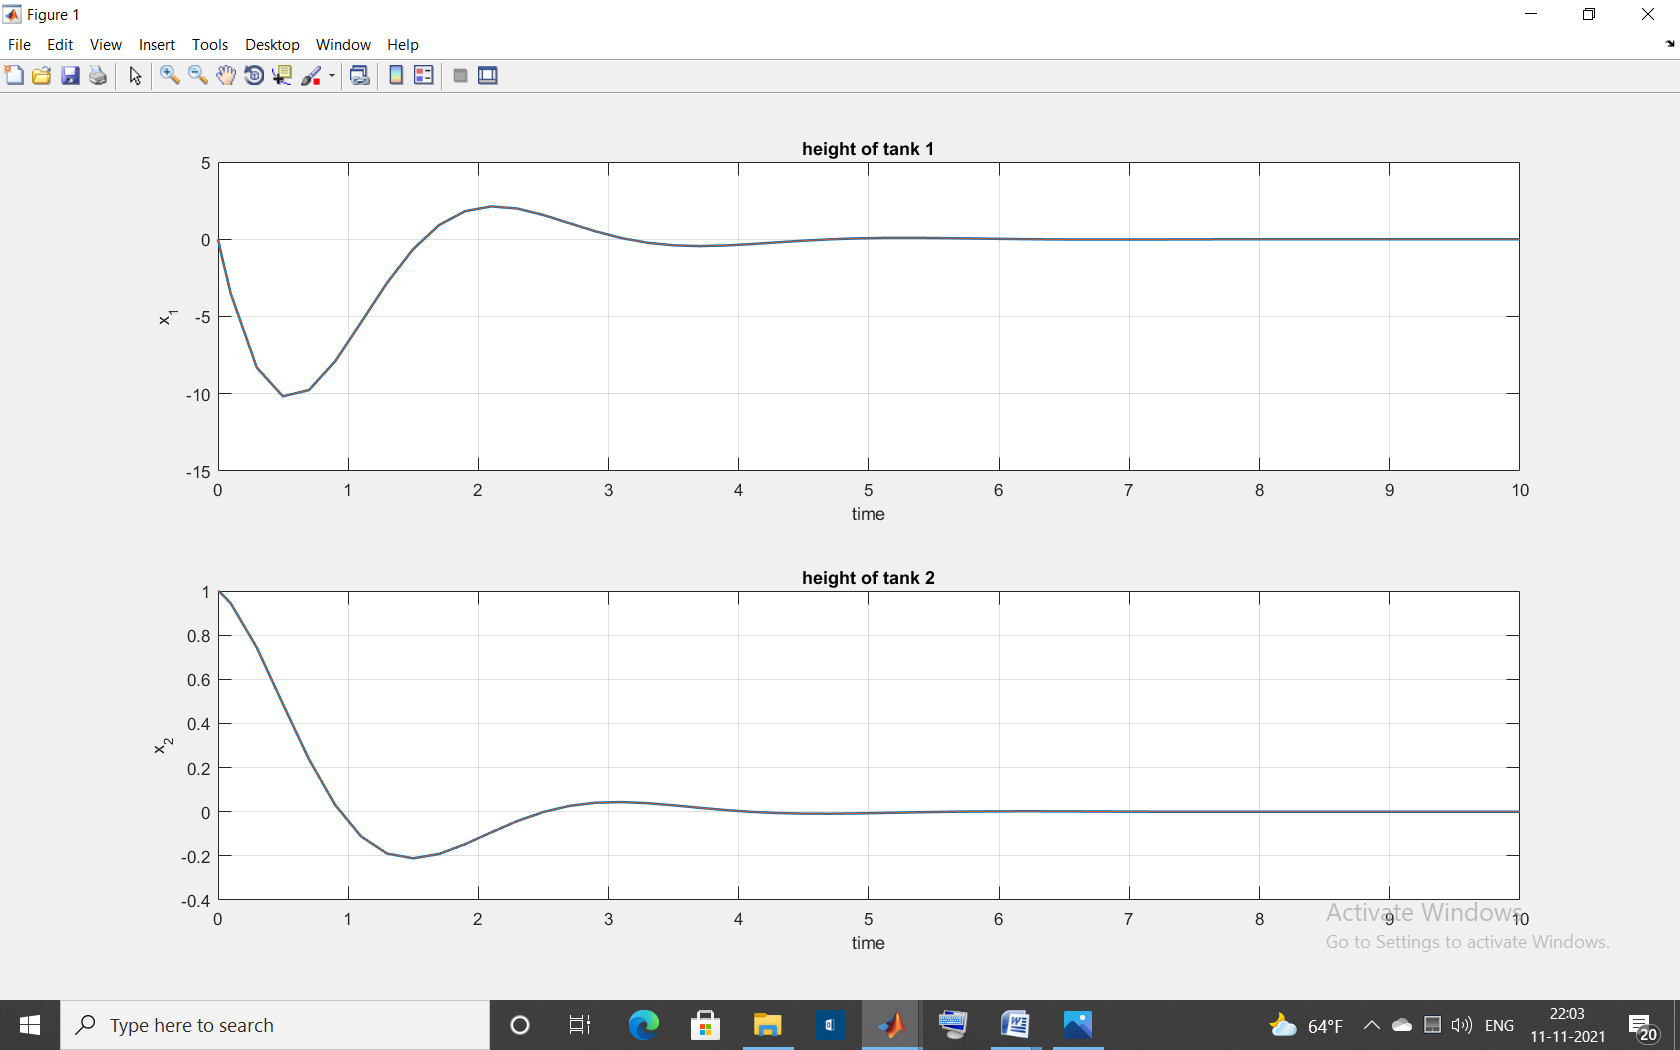 Figure 1
File Edit View Insert Tools Desktop Window Help
height of tank 1
5
0
-5
-10
-15
x1
0 1 2 3 4 5 6 7 8 9 10
time
height of tank 2
1
0.8
0.6
0.4
0.2
0
-0.2
-0.4
x2
0 1 2 3 4 5 6 7 8 9 10
time
Activate Windows
Go to Settings to activate Windows.
Type here to search
64°F
ENG
22:03
11-11-2021
20